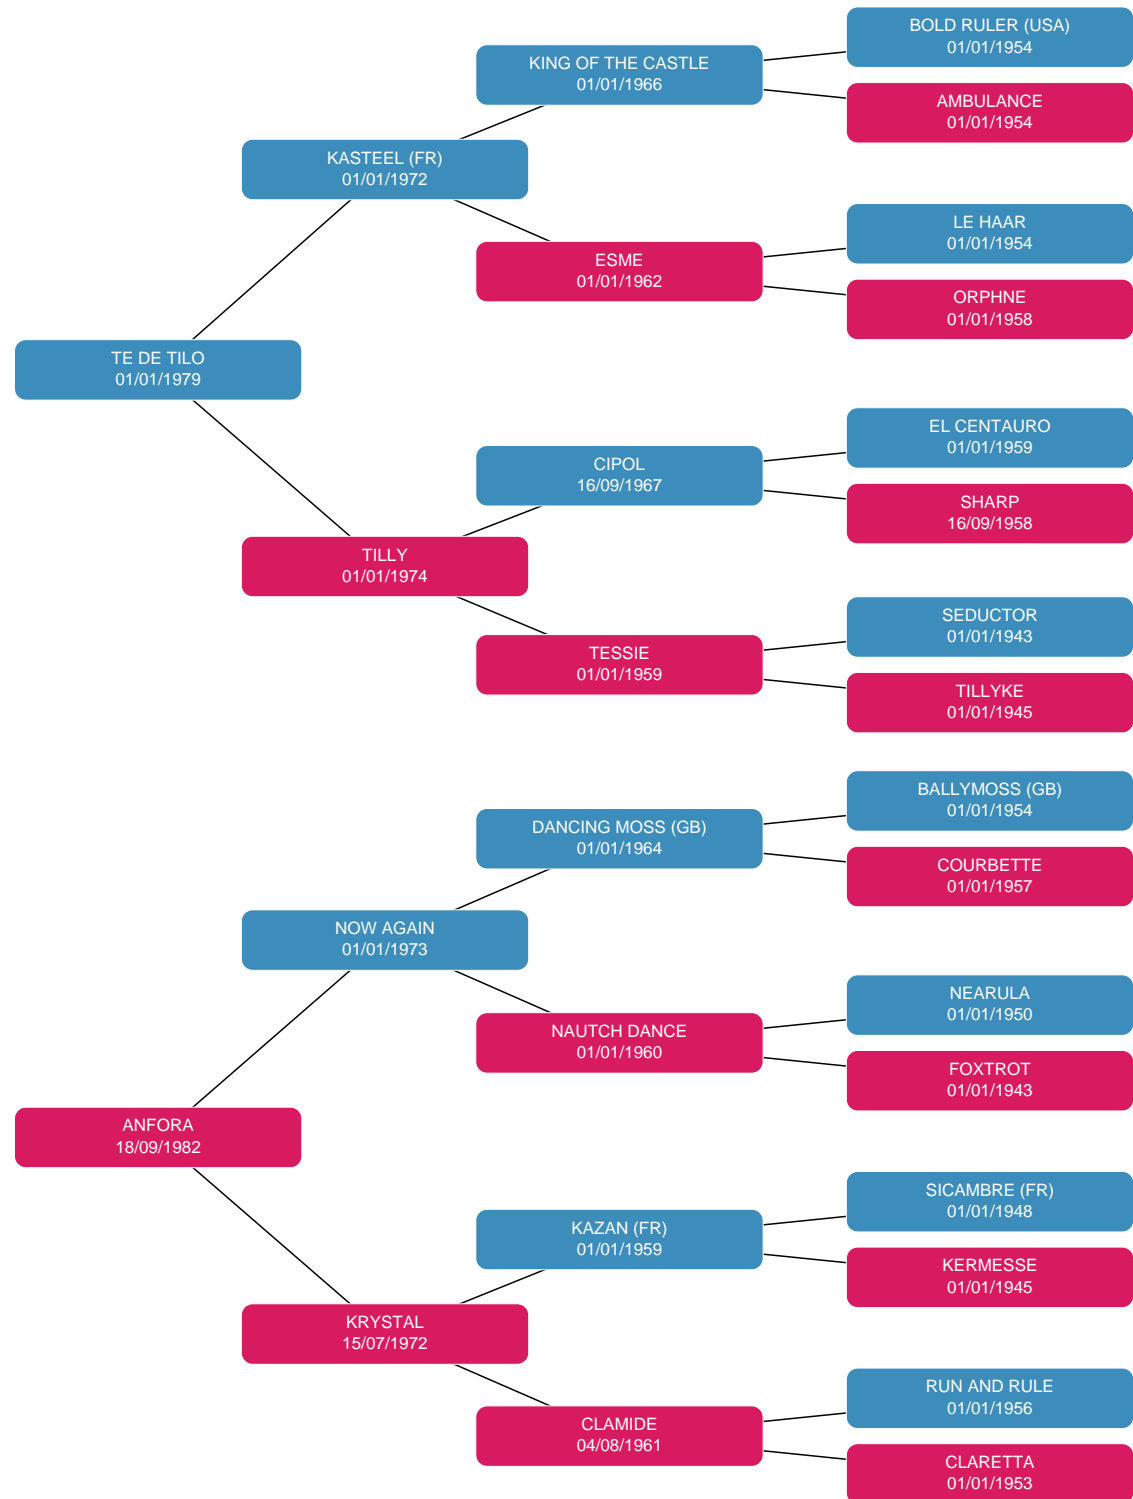 BOLD RULER (USA)
01/01/1954
KING OF THE CASTLE
01/01/1966
AMBULANCE
01/01/1954
KASTEEL (FR)
01/01/1972
LE HAAR
01/01/1954
ESME
01/01/1962
ORPHNE
01/01/1958
TE DE TILO
01/01/1979
EL CENTAURO
01/01/1959
CIPOL
16/09/1967
SHARP
16/09/1958
TILLY
01/01/1974
SEDUCTOR
01/01/1943
TESSIE
01/01/1959
TILLYKE
01/01/1945
BALLYMOSS (GB)
01/01/1954
DANCING MOSS (GB)
01/01/1964
COURBETTE
01/01/1957
NOW AGAIN
01/01/1973
NEARULA
01/01/1950
NAUTCH DANCE
01/01/1960
FOXTROT
01/01/1943
ANFORA
18/09/1982
SICAMBRE (FR)
01/01/1948
KAZAN (FR)
01/01/1959
KERMESSE
01/01/1945
KRYSTAL
15/07/1972
RUN AND RULE
01/01/1956
CLAMIDE
04/08/1961
CLARETTA
01/01/1953